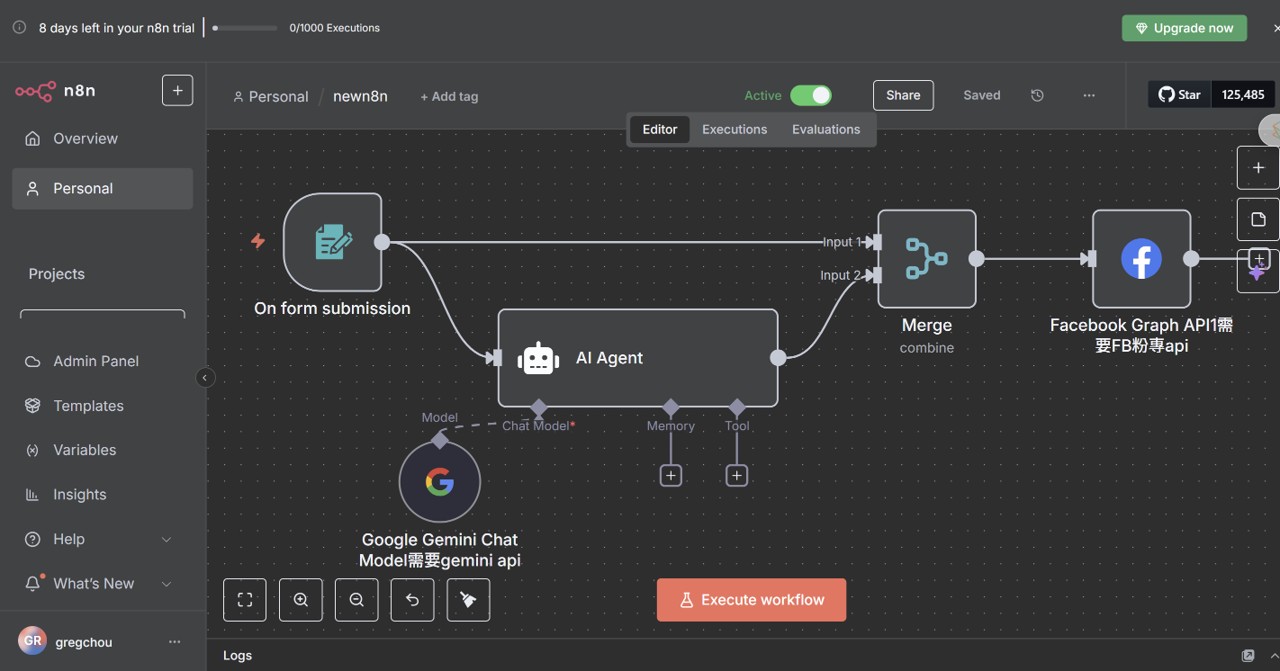 8 days left in your n8n trial
0/1000 Executions
Upgrade now
n8n
Personal / newn8n
+ Add tag
Active
Share
Saved
Star
125,485
Editor
Executions
Evaluations
Overview
Personal
Projects
Admin Panel
Templates
Variables
Insights
Help
What's New
GR
gregchou
On form submission
Input 1
Input 2
Merge
combine
Facebook Graph API1需
要FB粉專api
AI Agent
Model
Chat Model*
Memory
Tool
Google Gemini Chat
Model需要gemini api
Execute workflow
Logs